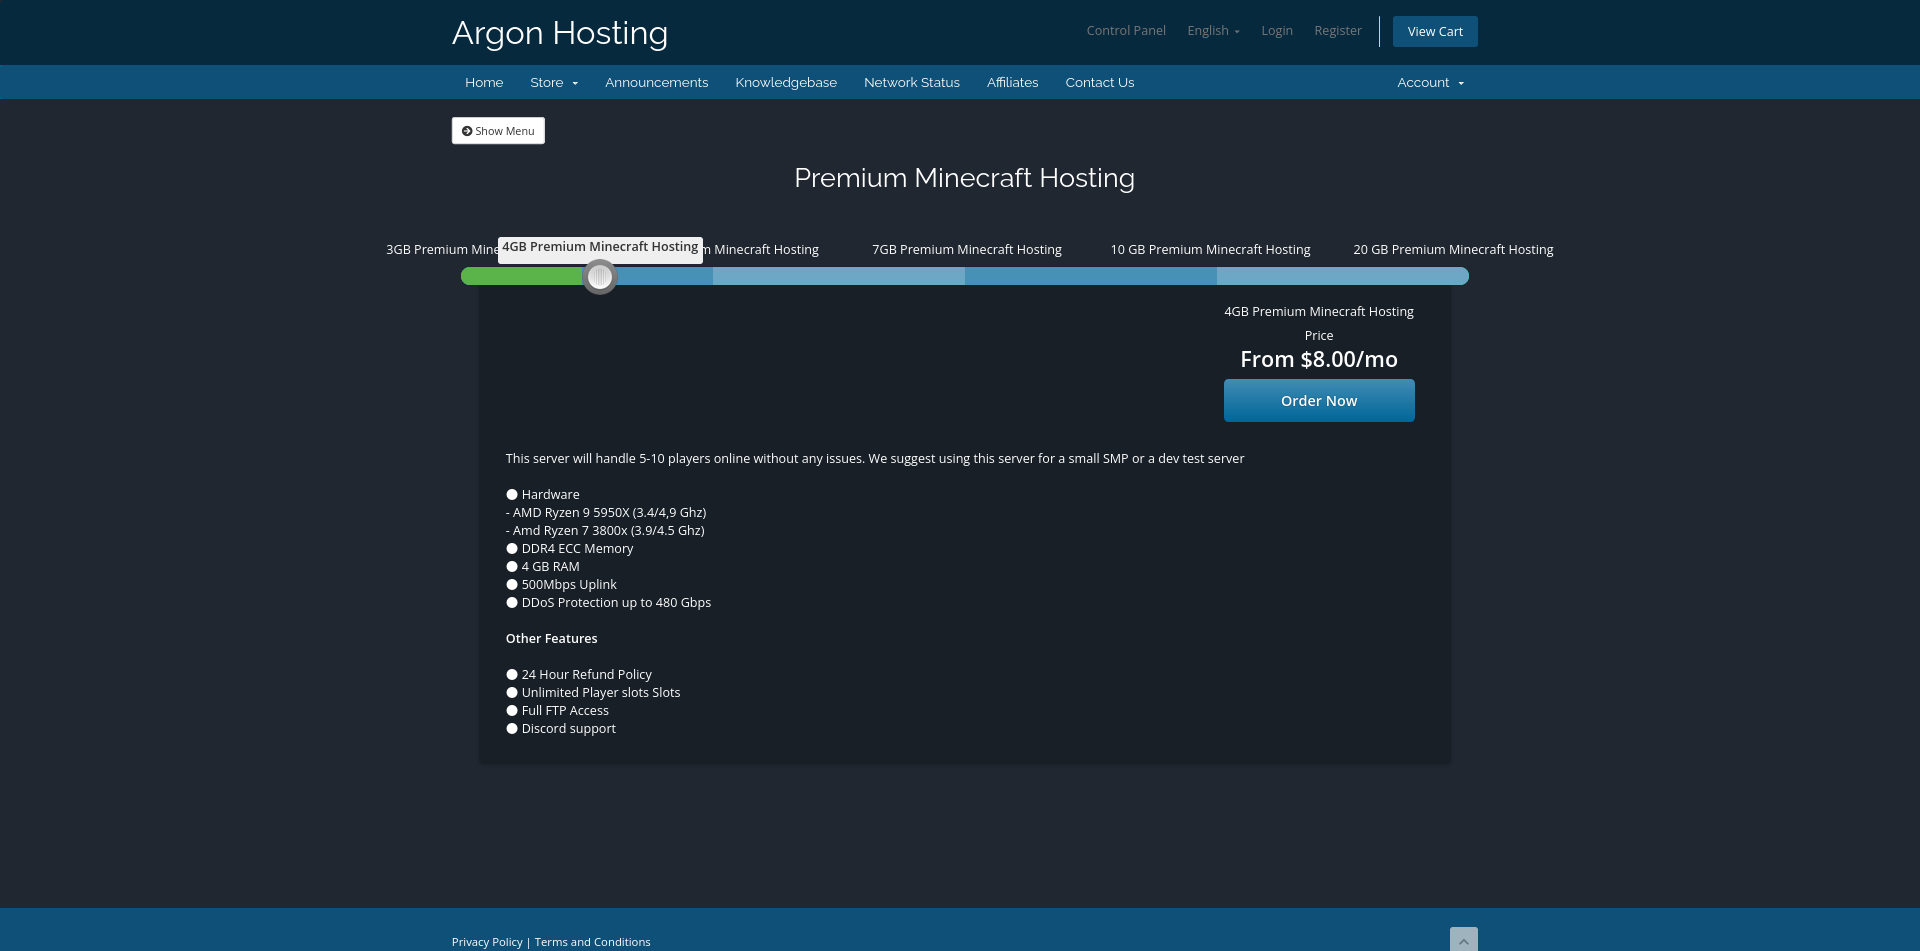 Argon Hosting
Control Panel
English
Login
Register
View Cart
Home
Store
Announcements
Knowledgebase
Network Status
Affiliates
Contact Us
Account
Show Menu
Premium Minecraft Hosting
3GB Premium Mine
4GB Premium Minecraft Hosting
m Minecraft Hosting
7GB Premium Minecraft Hosting
10 GB Premium Minecraft Hosting
20 GB Premium Minecraft Hosting
4GB Premium Minecraft Hosting
Price
From $8.00/mo
Order Now
This server will handle 5-10 players online without any issues. We suggest using this server for a small SMP or a dev test server
● Hardware
- AMD Ryzen 9 5950X (3.4/4,9 Ghz)
- Amd Ryzen 7 3800x (3.9/4.5 Ghz)
● DDR4 ECC Memory
● 4 GB RAM
● 500Mbps Uplink
● DDoS Protection up to 480 Gbps
Other Features
● 24 Hour Refund Policy
● Unlimited Player slots Slots
● Full FTP Access
● Discord support
Privacy Policy | Terms and Conditions